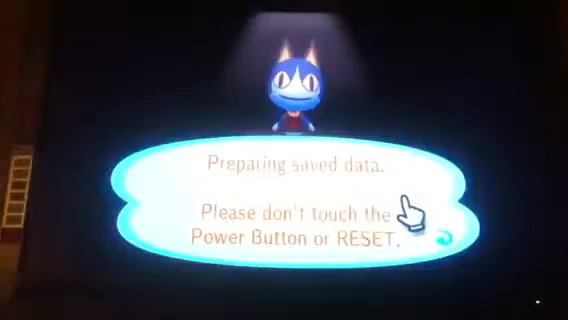 Preparing saved data.
Please don't touch the
Power Button or RESET.